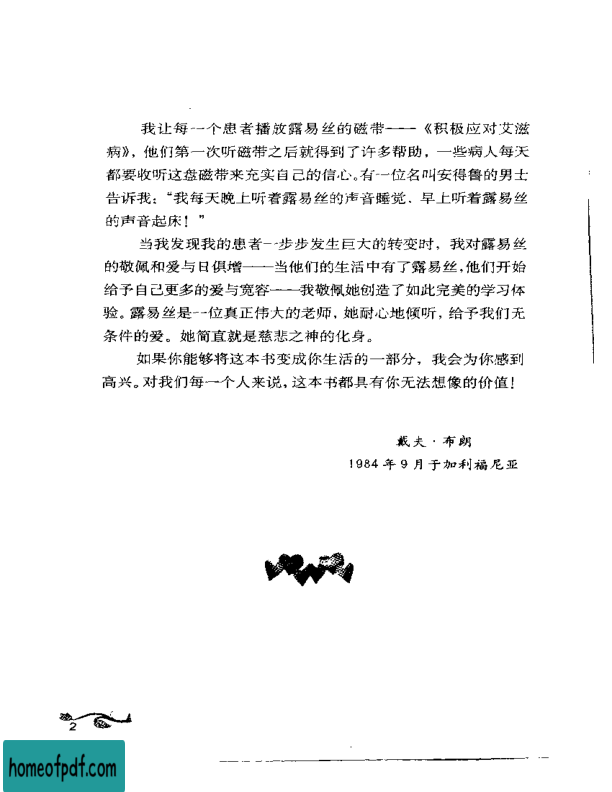 我让每一个患者播放露易丝的磁带——《积极应对艾滋
病》，他们第一次听磁带之后就得到了许多帮助，一些病人每天
都要收听这盘磁带来充实自己的信心。有一位名叫安得鲁的男士
告诉我：“我每天晚上听着露易丝的声音睡觉，早上听着露易丝
的声音起床！”
当我发现我的患者一步步发生巨大的转变时，我对露易丝
的敬佩和爱与日俱增——当他们的生活中有了露易丝，他们开始
给予自己更多的爱与宽容——我敬佩她创造了如此完美的学习体
验。露易丝是一位真正伟大的老师，她耐心地倾听，给予我们无
条件的爱。她简直就是慈悲之神的化身。
如果你能够将这本书变成你生活的一部分，我会为你感到
高兴。对我们每一个人来说，这本书都具有你无法想像的价值！
戴夫·布朗
1984年9月于加利福尼亚
2
homeofpdf.com